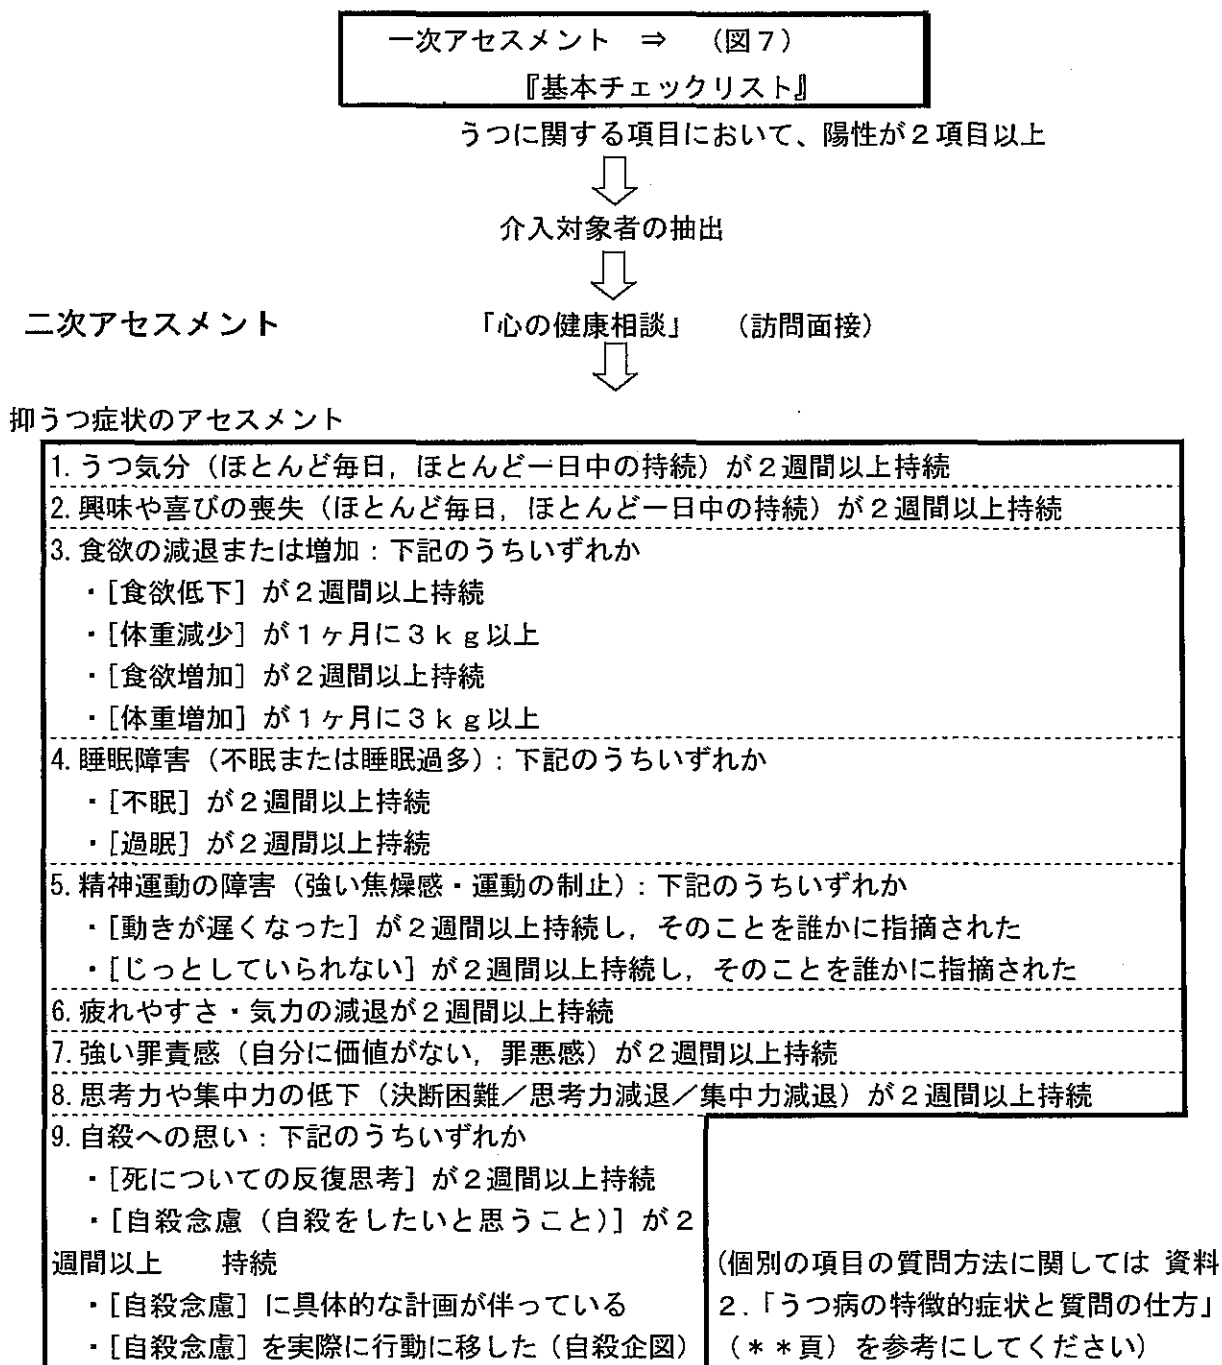 一次アセスメント ⇒ （図７）
『基本チェックリスト』
うつに関する項目において、陽性が２項目以上
介入対象者の抽出
二次アセスメント 「心の健康相談」 （訪問面接）
抑うつ症状のアセスメント
1. うつ気分（ほとんど毎日，ほとんど一日中の持続）が２週間以上持続
2. 興味や喜びの喪失（ほとんど毎日，ほとんど一日中の持続）が２週間以上持続
3. 食欲の減退または増加：下記のうちいずれか
・［食欲低下］が２週間以上持続
・［体重減少］が１ヶ月に３ｋｇ以上
・［食欲増加］が２週間以上持続
・［体重増加］が１ヶ月に３ｋｇ以上
4. 睡眠障害（不眠または睡眠過多）：下記のうちいずれか
・［不眠］が２週間以上持続
・［過眠］が２週間以上持続
5. 精神運動の障害（強い焦燥感・運動の制止）：下記のうちいずれか
・［動きが遅くなった］が２週間以上持続し，そのことを誰かに指摘された
・［じっとしていられない］が２週間以上持続し，そのことを誰かに指摘された
6. 疲れやすさ・気力の減退が２週間以上持続
7. 強い罪責感（自分に価値がない，罪悪感）が２週間以上持続
8. 思考力や集中力の低下（決断困難／思考力減退／集中力減退）が２週間以上持続
9. 自殺への思い：下記のうちいずれか
・［死についての反復思考］が２週間以上持続
・［自殺念慮（自殺をしたいと思うこと）］が２
週間以上 持続
・［自殺念慮］に具体的な計画が伴っている
・［自殺念慮］を実際に行動に移した（自殺企図）
（個別の項目の質問方法に関しては 資料
２．「うつ病の特徴的症状と質問の仕方」
（＊＊頁）を参考にしてください）